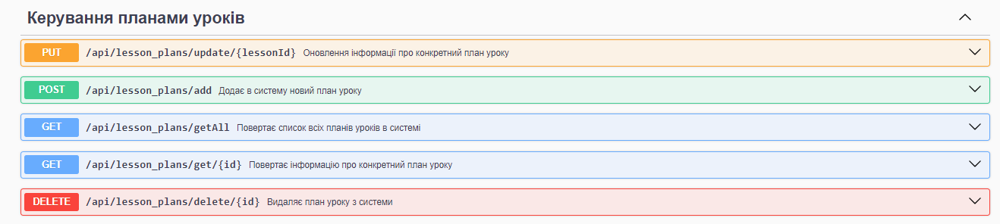 Керування планами уроків
PUT /api/lesson_plans/update/{lessonId} Оновлення інформації про конкретний план уроку
POST /api/lesson_plans/add Додає в систему новий план уроку
GET /api/lesson_plans/getAll Повертає список всіх планів уроків в системі
GET /api/lesson_plans/get/{id} Повертає інформацію про конкретний план уроку
DELETE /api/lesson_plans/delete/{id} Видаляє план уроку з системи